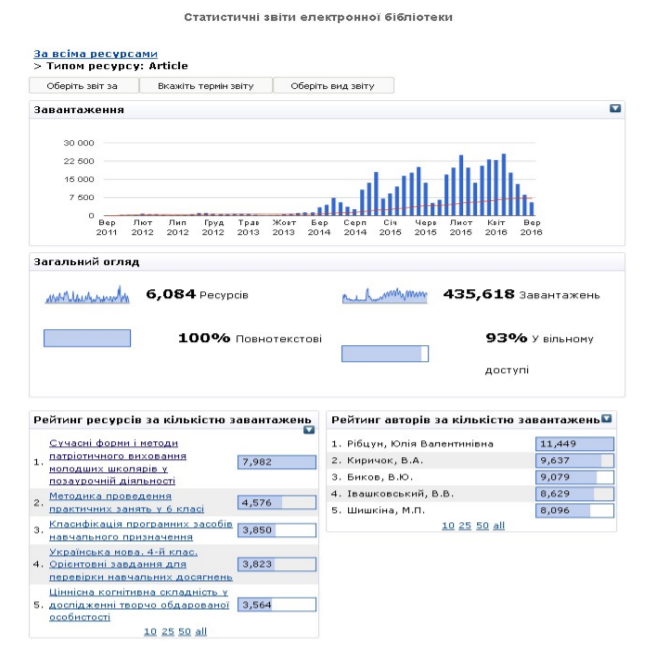 Статистичні звіти електронної бібліотеки
За всіма ресурсами
> Типом ресурсу: Article
Оберіть звіт за
Вкажіть термін звіту
Оберіть вид звіту
Завантаження
30 000
22 500
15 000
7 500
0
Вер 2011
Лют 2012
Лип 2012
Груд 2012
Трав 2013
Жовт 2013
Бер 2014
Серп 2014
Січ 2015
Черв 2015
Лист 2015
Квіт 2016
Вер 2016
Загальний огляд
6,084 Ресурсів
435,618 Завантажень
100% Повнотекстові
93% У вільному
доступі
Рейтинг ресурсів за кількістю завантажень
1. Сучасні форми і методи
патріотичного виховання
молодших школярів у
позаурочній діяльності
7,982
2. Методика проведення
практичних занять у 6 класі
4,576
3. Класифікація програмних засобів
навчального призначення
3,850
4. Українська мова. 4-й клас.
Орієнтовні завдання для
перевірки навчальних досягнень
3,823
5. Ціннісна когнітивна складність у
дослідженні творчо обдарованої
особистості
3,564
10 25 50 all
Рейтинг авторів за кількістю завантажень
1. Рібцун, Юлія Валентинівна 11,449
2. Киричок, В.А. 9,637
3. Биков, В.Ю. 9,079
4. Івашковський, В.В. 8,629
5. Шишкіна, М.П. 8,096
10 25 50 all